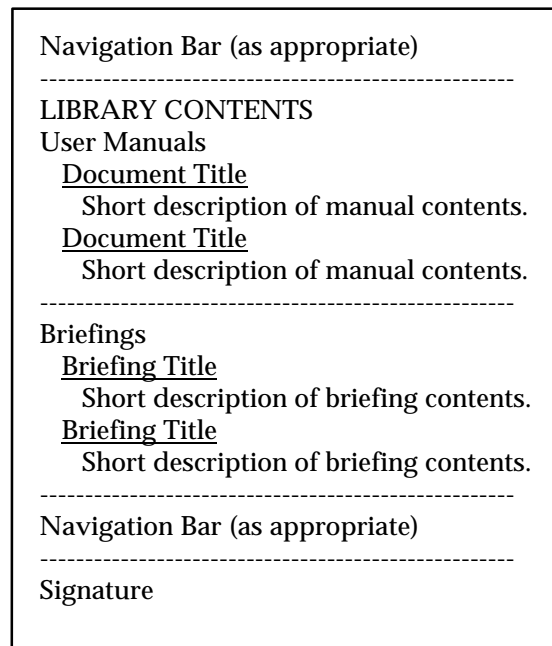 Navigation Bar (as appropriate)
-----------------------------------------------------
LIBRARY CONTENTS
User Manuals
Document Title
Short description of manual contents.
Document Title
Short description of manual contents.
-----------------------------------------------------
Briefings
Briefing Title
Short description of briefing contents.
Briefing Title
Short description of briefing contents.
-----------------------------------------------------
Navigation Bar (as appropriate)
-----------------------------------------------------
Signature